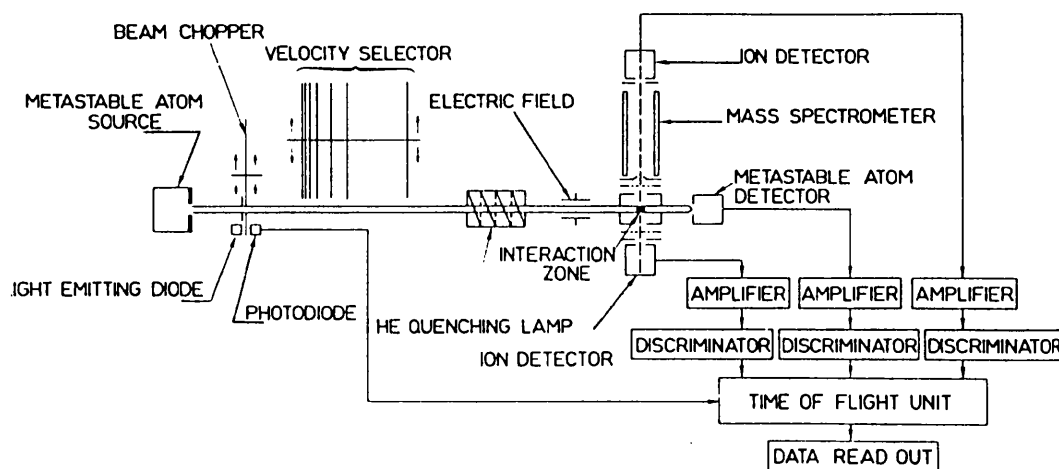 BEAM CHOPPER
VELOCITY SELECTOR
ION DETECTOR
METASTABLE ATOM
SOURCE
ELECTRIC FIELD
MASS SPECTROMETER
METASTABLE ATOM
DETECTOR
INTERACTION
ZONE
IGHT EMITTING DIODE
PHOTODIODE
HE QUENCHING LAMP
ION DETECTOR
AMPLIFIER
AMPLIFIER
AMPLIFIER
DISCRIMINATOR
DISCRIMINATOR
DISCRIMINATOR
TIME OF FLIGHT UNIT
DATA READ OUT